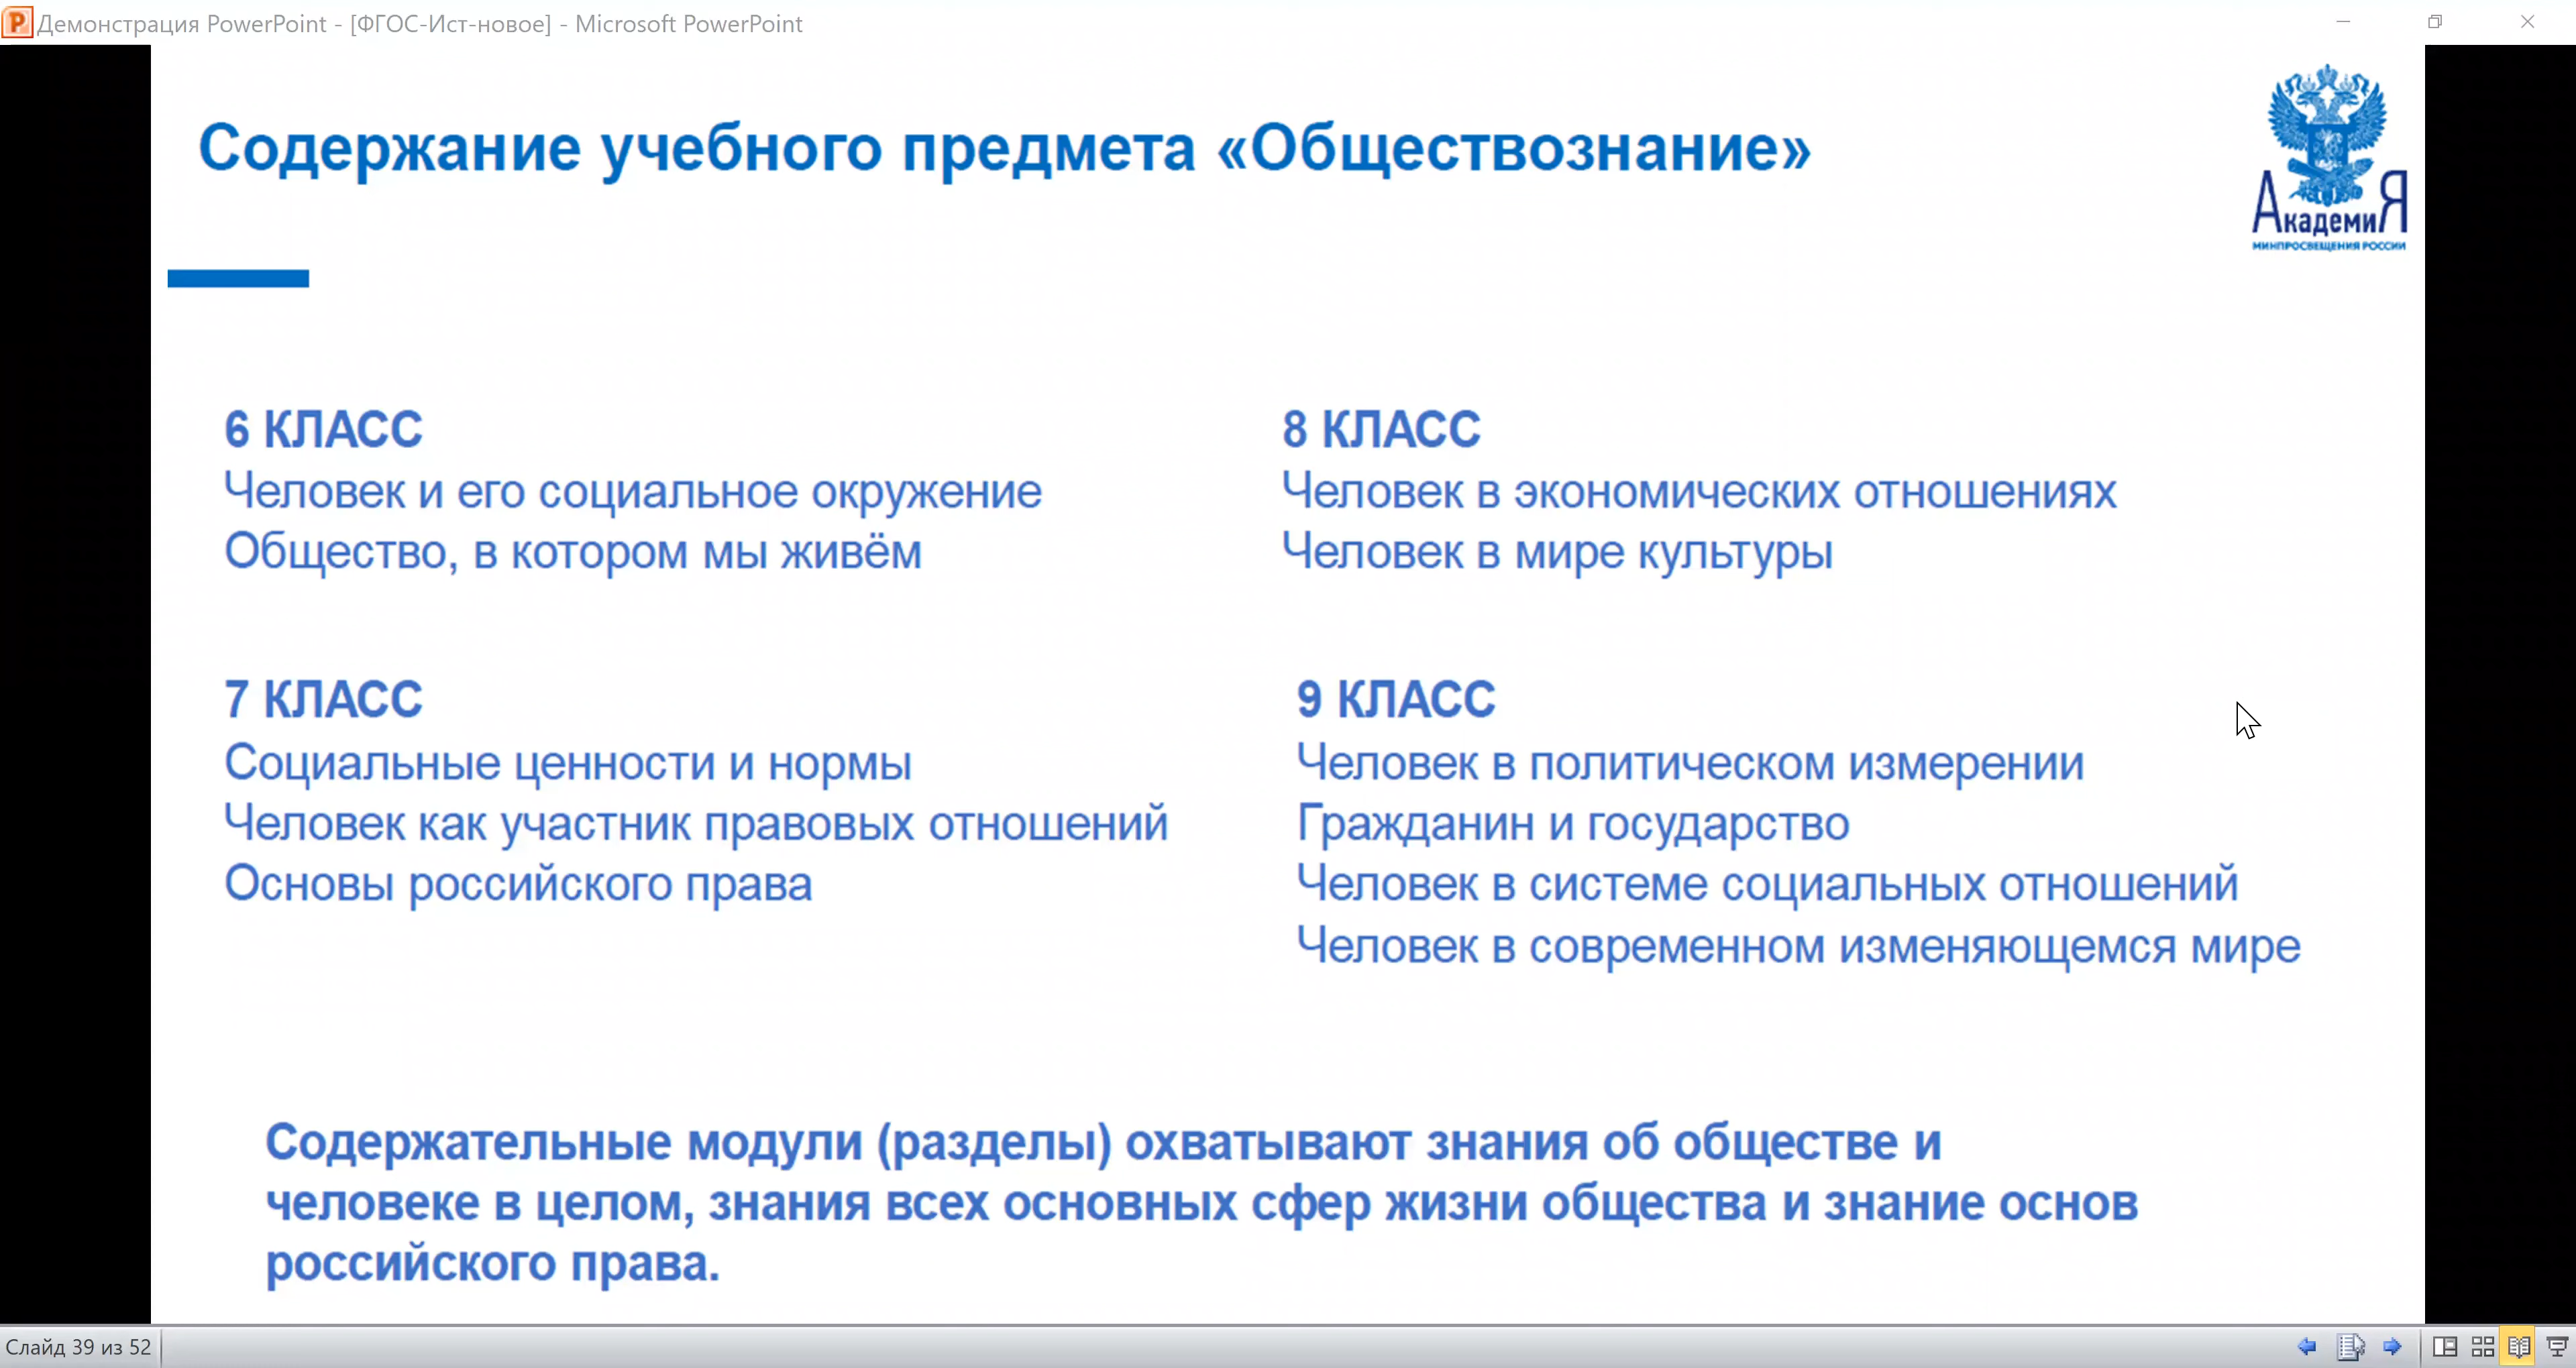 Демонстрация PowerPoint - [ФГОС-Ист-новое] - Microsoft PowerPoint
Содержание учебного предмета «Обществознание»
АкадемиЯ
МИНПРОСВЕЩЕНИЯ РОССИИ
6 КЛАСС
Человек и его социальное окружение
Общество, в котором мы живём
7 КЛАСС
Социальные ценности и нормы
Человек как участник правовых отношений
Основы российского права
8 КЛАСС
Человек в экономических отношениях
Человек в мире культуры
9 КЛАСС
Человек в политическом измерении
Гражданин и государство
Человек в системе социальных отношений
Человек в современном изменяющемся мире
Содержательные модули (разделы) охватывают знания об обществе и
человеке в целом, знания всех основных сфер жизни общества и знание основ
российского права.
Слайд 39 из 52